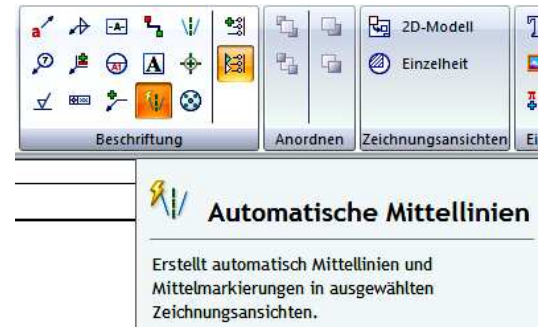 2D-Modell
Einzelheit
Beschriftung
Anordnen
Zeichnungsansichten
Automatische Mittellinien
Erstellt automatisch Mittellinien und
Mittelmarkierungen in ausgewählten
Zeichnungsansichten.